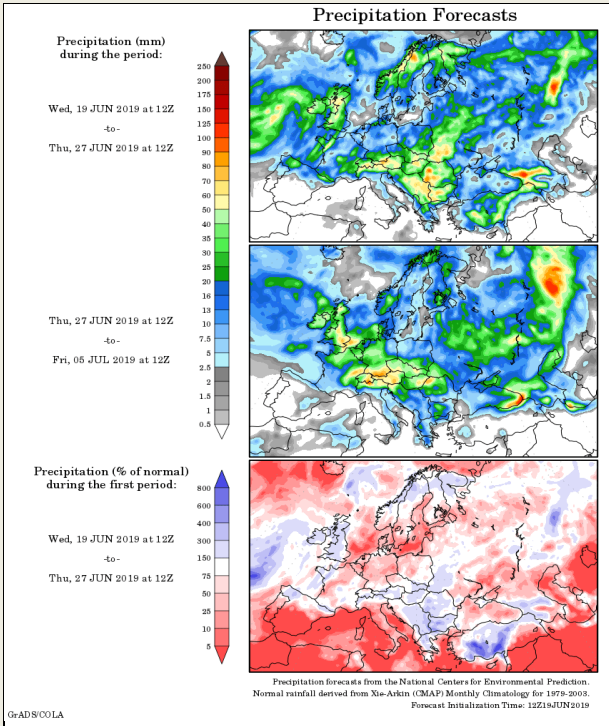 Precipitation Forecasts
Precipitation (mm)
during the period:
Wed, 19 JUN 2019 at 12Z
-to-
Thu, 27 JUN 2019 at 12Z
250
200
175
150
125
100
90
80
70
60
50
40
35
30
25
20
16
13
10
7.5
5
2.5
2
1.5
1
0.5
Thu, 27 JUN 2019 at 12Z
-to-
Fri, 05 JUL 2019 at 12Z
Precipitation (% of normal)
during the first period:
Wed, 19 JUN 2019 at 12Z
-to-
Thu, 27 JUN 2019 at 12Z
800
600
400
300
150
75
50
25
10
5
Precipitation forecasts from the National Centers for Environmental Prediction.
Normal rainfall derived from Xie-Arkin (CMAP) Monthly Climatology for 1979-2003.
Forecast Initialization Time: 12Z19JUN2019
GrADS/COLA